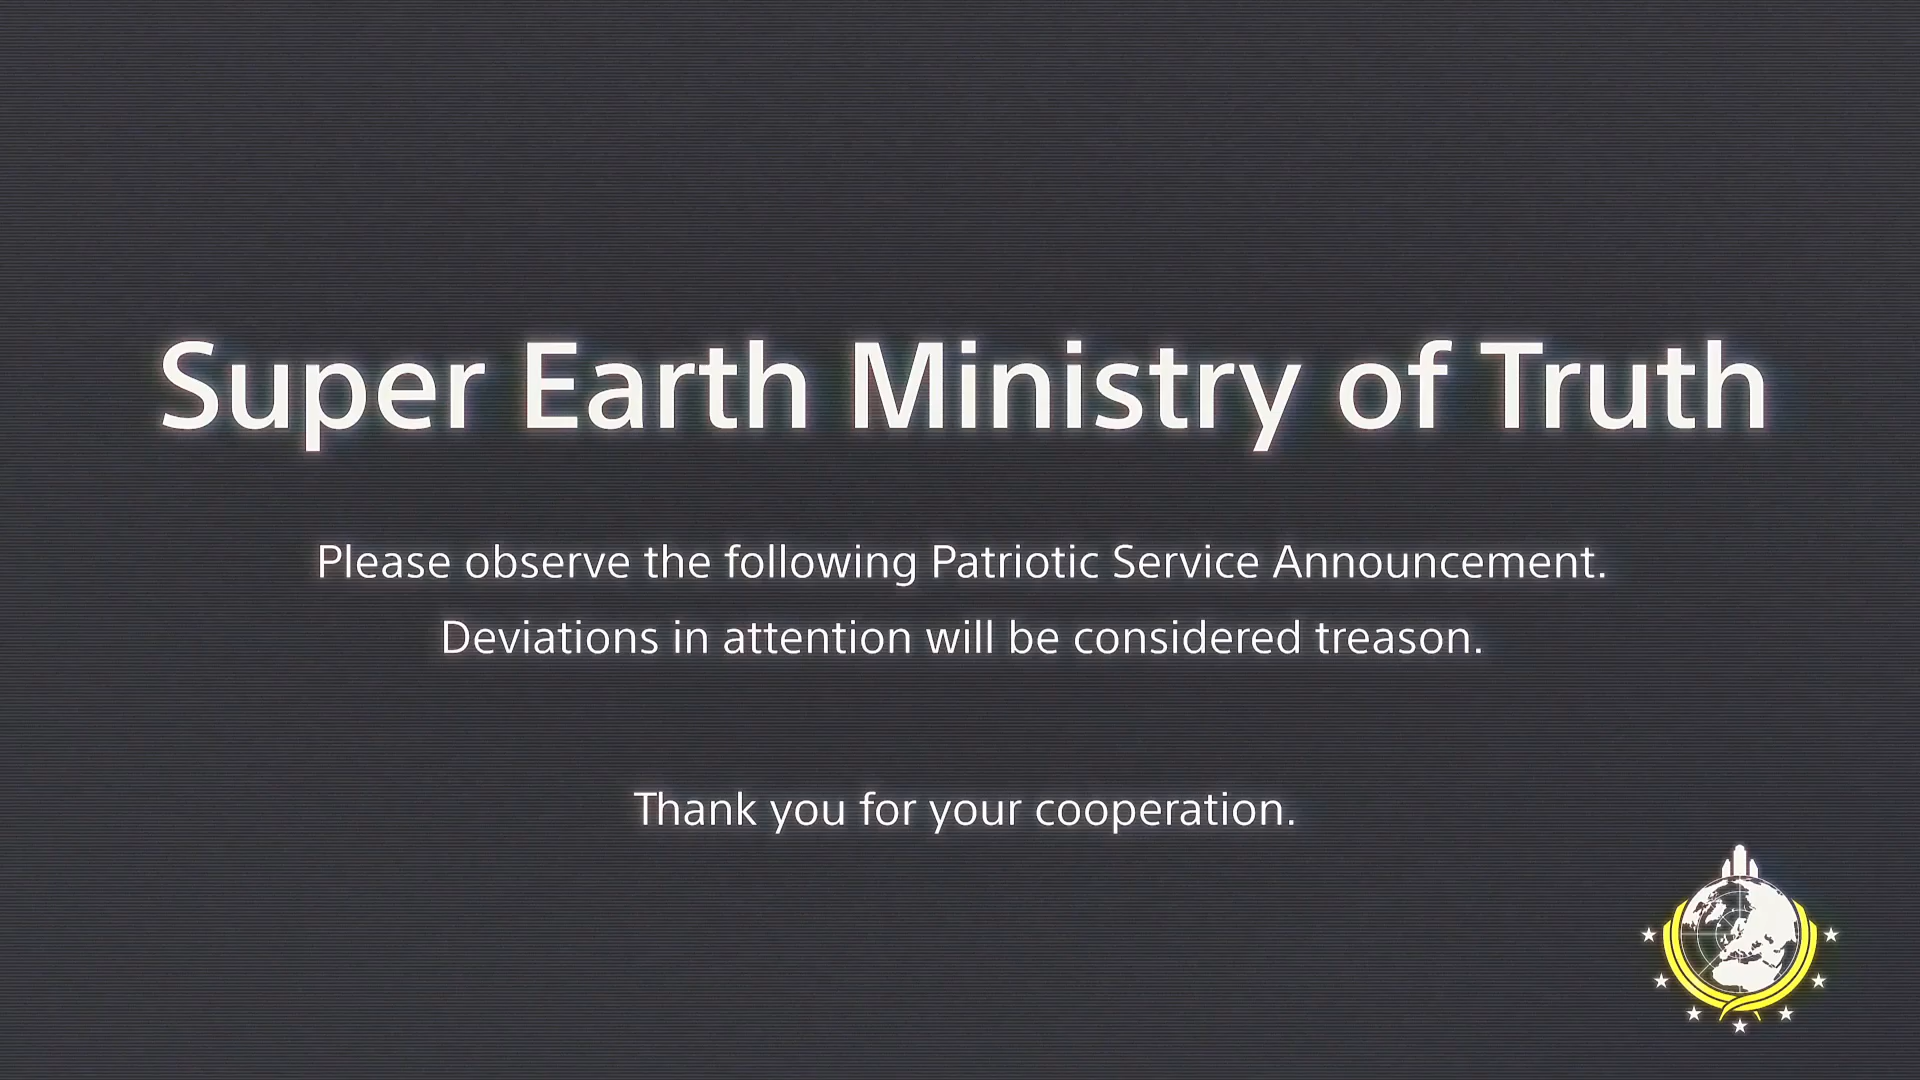 Super Earth Ministry of Truth
Please observe the following Patriotic Service Announcement.
Deviations in attention will be considered treason.
Thank you for your cooperation.